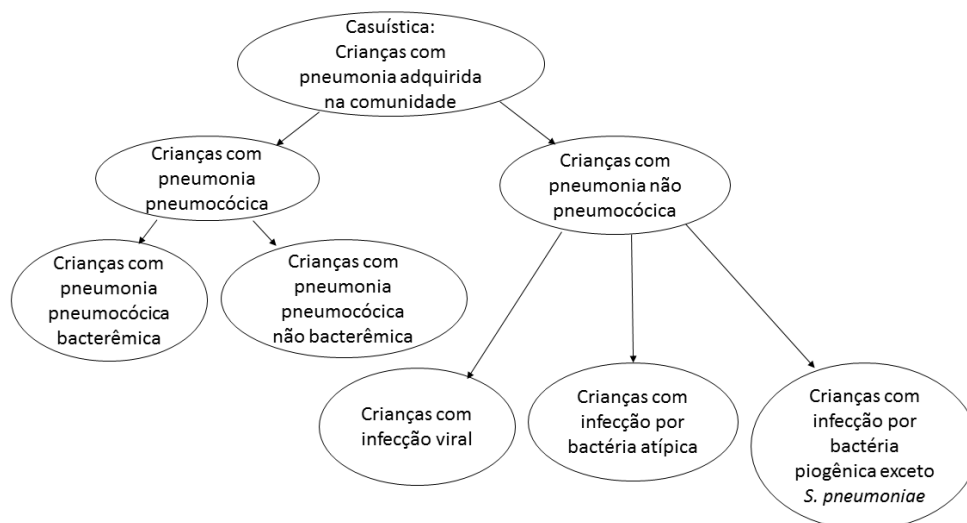 Casuística:
Crianças com
pneumonia adquirida
na comunidade
Crianças com
pneumonia
pneumocócica
Crianças com
pneumonia não
pneumocócica
Crianças com
pneumonia
pneumocócica
bacterêmica
Crianças com
pneumonia
pneumocócica
não bacterêmica
Crianças com
infecção viral
Crianças com
infecção por
bactéria atípica
Crianças com
infecção por
bactéria
piogênica exceto
S. pneumoniae